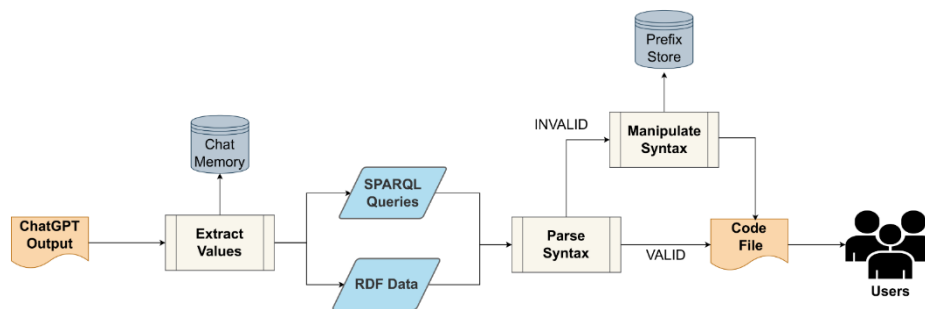 Prefix
Store
INVALID
Manipulate
Syntax
Chat
Memory
SPARQL
Queries
ChatGPT
Output
Extract
Values
Parse
Syntax
VALID
Code
File
RDF Data
Users